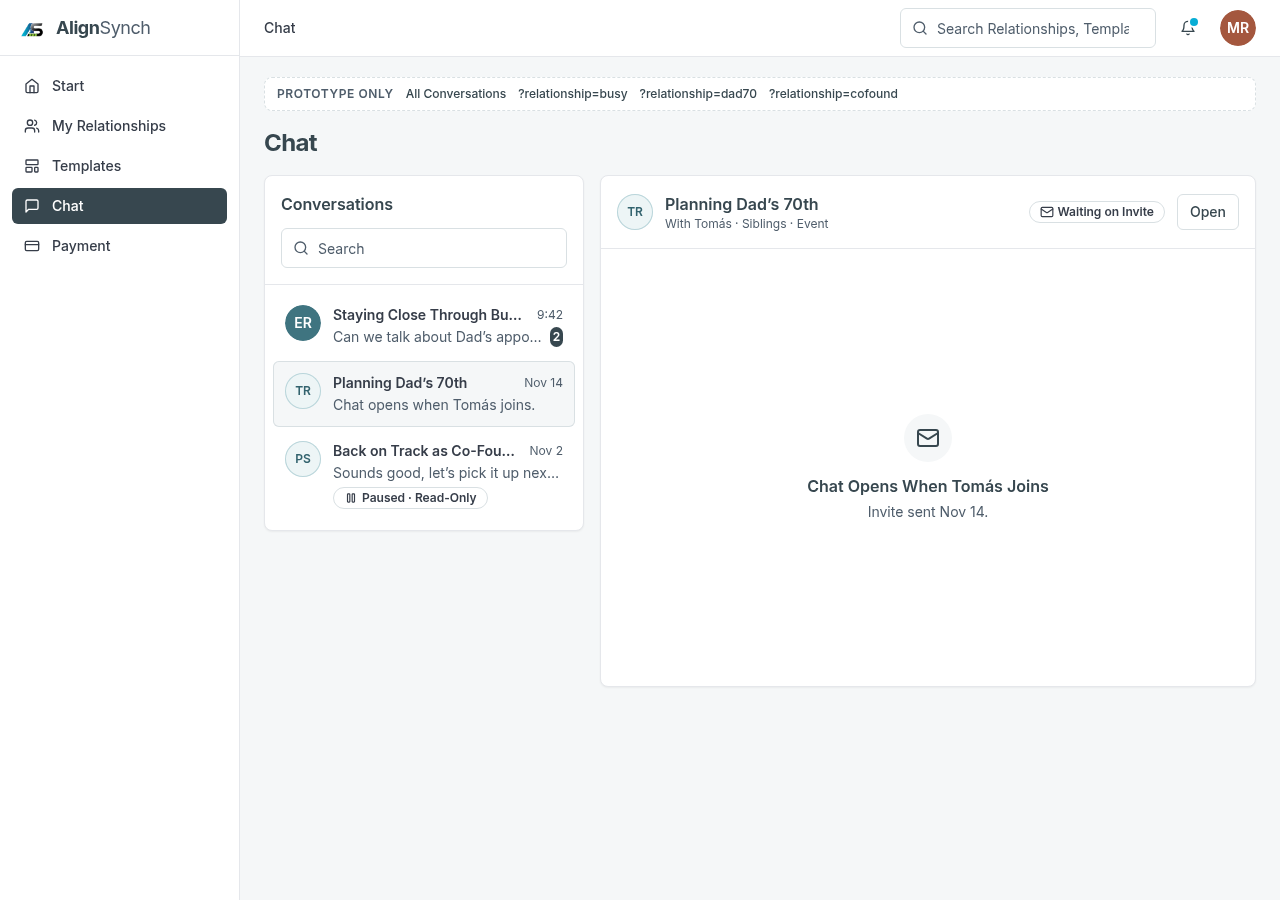 AlignSynch
Chat
Search Relationships, Templa
MR
Start
My Relationships
Templates
Chat
Payment
PROTOTYPE ONLY All Conversations ?relationship=busy ?relationship=dad70 ?relationship=cofound
Chat
Conversations
Search
ER
Staying Close Through Bu... 9:42
Can we talk about Dad’s appo... 2
TR
Planning Dad’s 70th Nov 14
Chat opens when Tomás joins.
PS
Back on Track as Co-Fou... Nov 2
Sounds good, let’s pick it up nex...
Paused · Read-Only
TR
Planning Dad’s 70th
With Tomás · Siblings · Event
Waiting on Invite
Open
Chat Opens When Tomás Joins
Invite sent Nov 14.